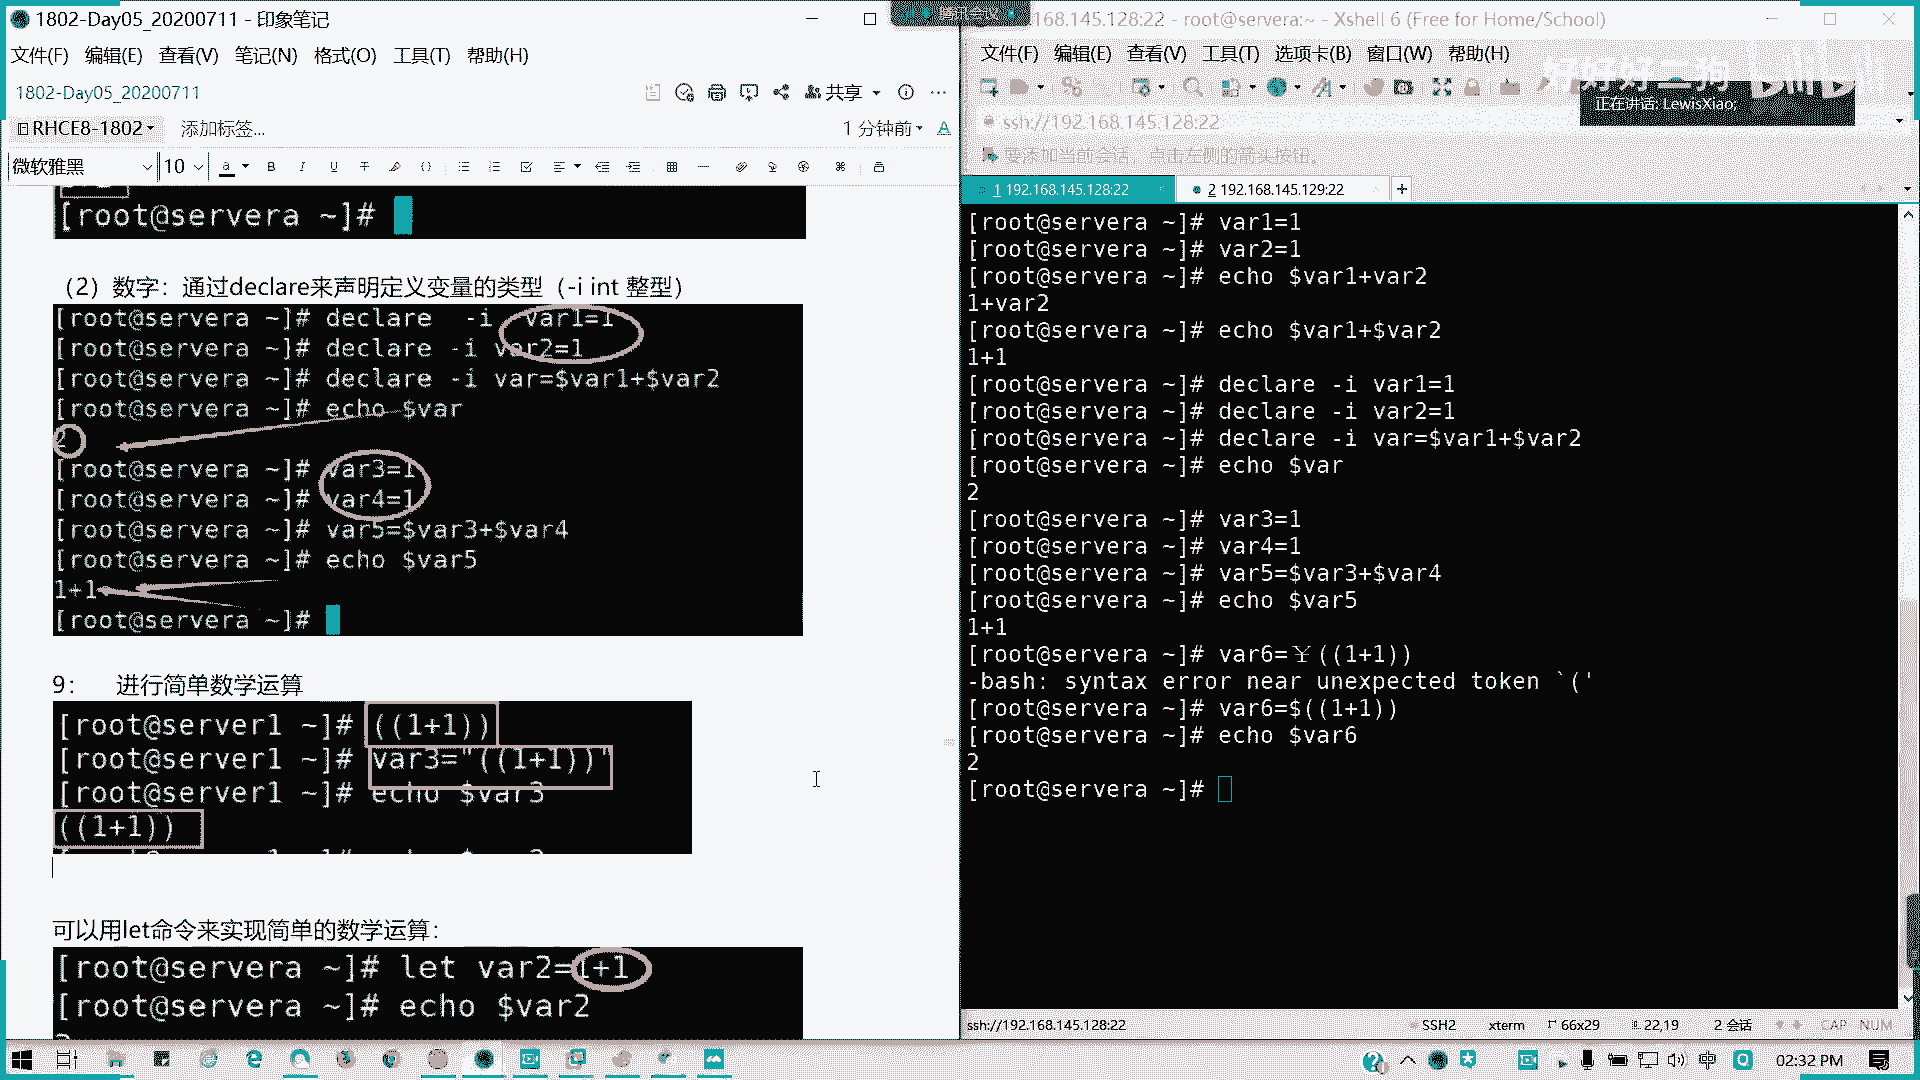 1802-Day05_20200711 - 印象笔记
文件(F) 编辑(E) 查看(V) 笔记(N) 格式(O) 工具(T) 帮助(H)
1802-Day05_20200711
共享
RHCE8-1802
添加标签...
1 分钟前
微软雅黑
10
[root@servera ~]#
（2）数字：通过declare来声明定义变量的类型（-i int 整型）
[root@servera ~]# declare  -i  var1=1
[root@servera ~]# declare -i var2=1
[root@servera ~]# declare -i var=$var1+$var2
[root@servera ~]# echo $var
2
[root@servera ~]# var3=1
[root@servera ~]# var4=1
[root@servera ~]# var5=$var3+$var4
[root@servera ~]# echo $var5
1+1
[root@servera ~]#
9： 进行简单数学运算
[root@server1 ~]# ((1+1))
[root@server1 ~]# var3="((1+1))"
[root@server1 ~]# echo $var3
((1+1))
可以用let命令来实现简单的数学运算：
[root@servera ~]# let var2=1+1
[root@servera ~]# echo $var2
腾讯会议
168.145.128:22 - root@servera:~ - Xshell 6 (Free for Home/School)
文件(F) 编辑(E) 查看(V) 工具(T) 选项卡(B) 窗口(W) 帮助(H)
好好好二狗
bilibili
正在讲话: LewisXiao;
ssh://192.168.145.128:22
要添加当前会话，点击左侧的箭头按钮。
1 192.168.145.128:22
2 192.168.145.129:22
[root@servera ~]# var1=1
[root@servera ~]# var2=1
[root@servera ~]# echo $var1+var2
1+var2
[root@servera ~]# echo $var1+$var2
1+1
[root@servera ~]# declare -i var1=1
[root@servera ~]# declare -i var2=1
[root@servera ~]# declare -i var=$var1+$var2
[root@servera ~]# echo $var
2
[root@servera ~]# var3=1
[root@servera ~]# var4=1
[root@servera ~]# var5=$var3+$var4
[root@servera ~]# echo $var5
1+1
[root@servera ~]# var6=￥((1+1))
-bash: syntax error near unexpected token `('
[root@servera ~]# var6=$((1+1))
[root@servera ~]# echo $var6
2
[root@servera ~]#
ssh://192.168.145.128:22
SSH2
xterm
66x29
22,19
2 会话
CAP NUM
中
02:32 PM